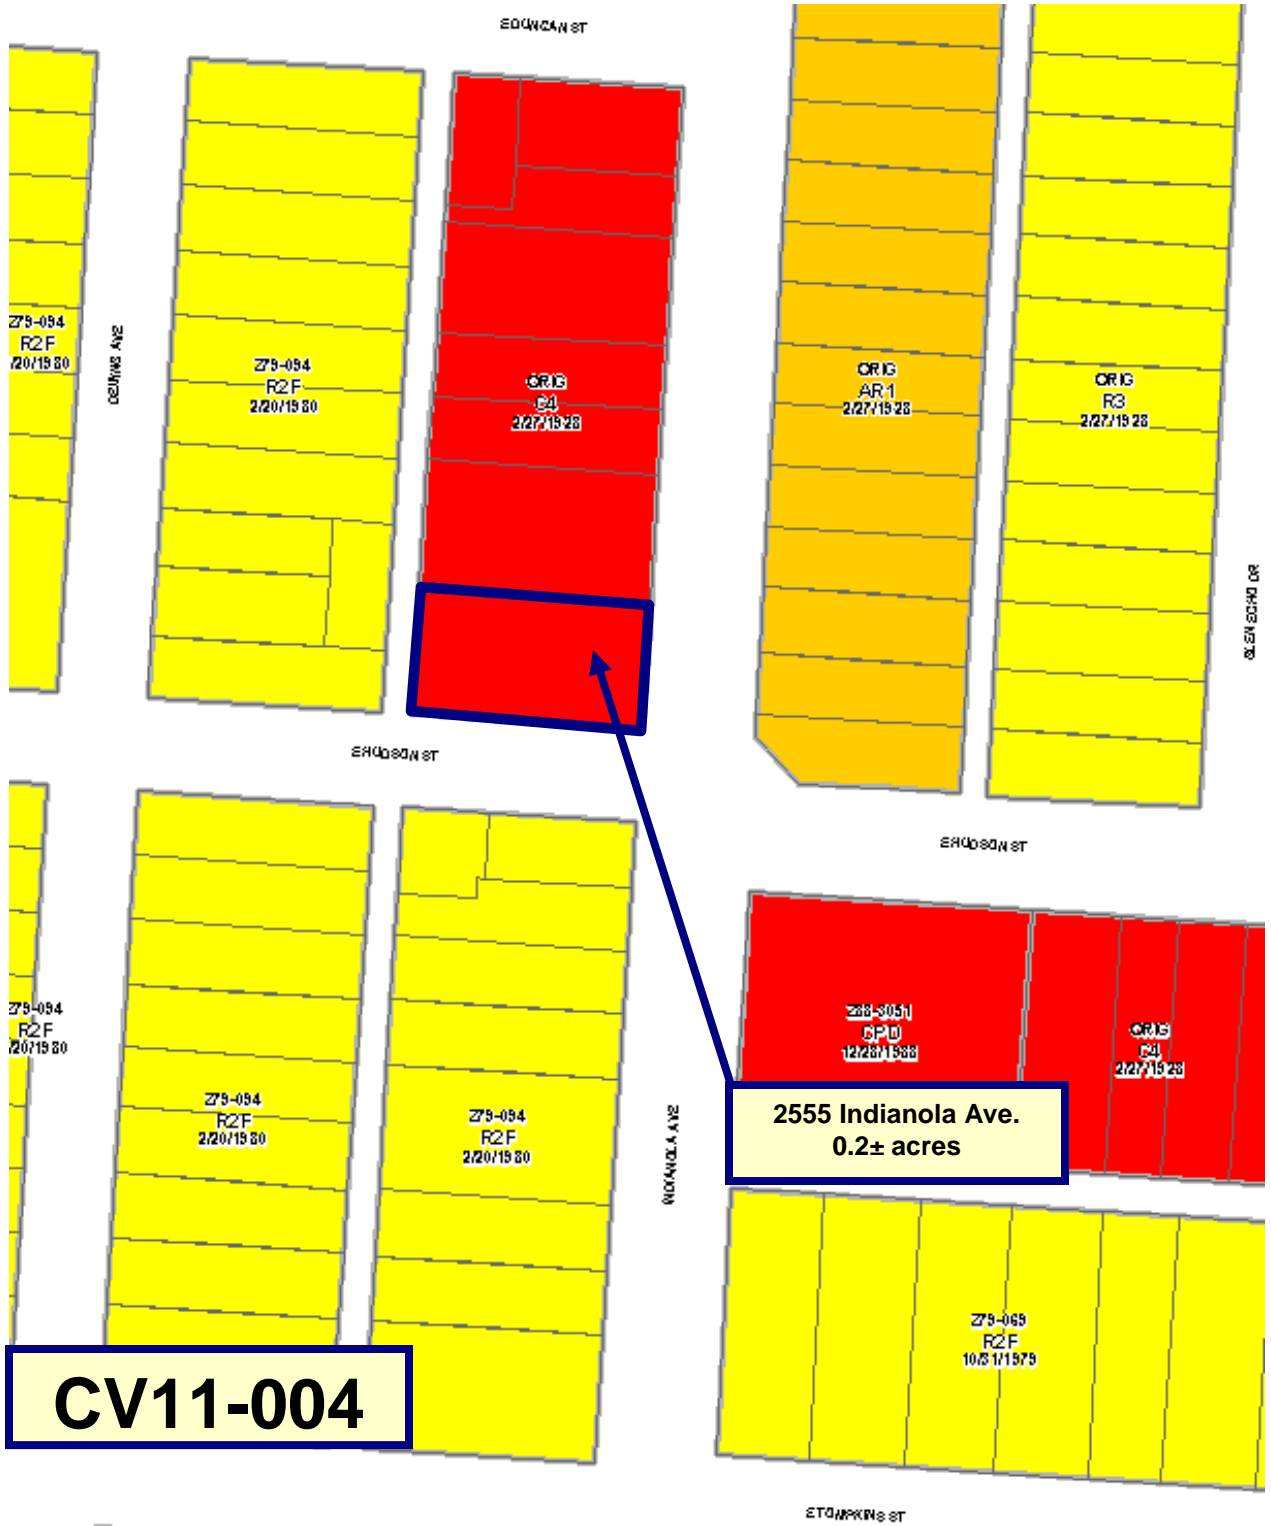 E DUNCAN ST
Z79-094
R2F
/20/1980
Z79-094
R2F
2/20/1980
ORIG
C4
2/27/1928
ORIG
AR1
2/27/1928
ORIG
R3
2/27/1928
GLEN ECHO DR
E HUDSON ST
E HUDSON ST
Z79-094
R2F
/20/1980
Z79-094
R2F
2/20/1980
Z79-094
R2F
2/20/1980
INDIANOLA AVE
Z88-3051
CPD
12/28/1988
ORIG
C4
2/27/1928
2555 Indianola Ave.
0.2± acres
Z79-069
R2F
10/31/1979
CV11-004
E TOMPKINS ST